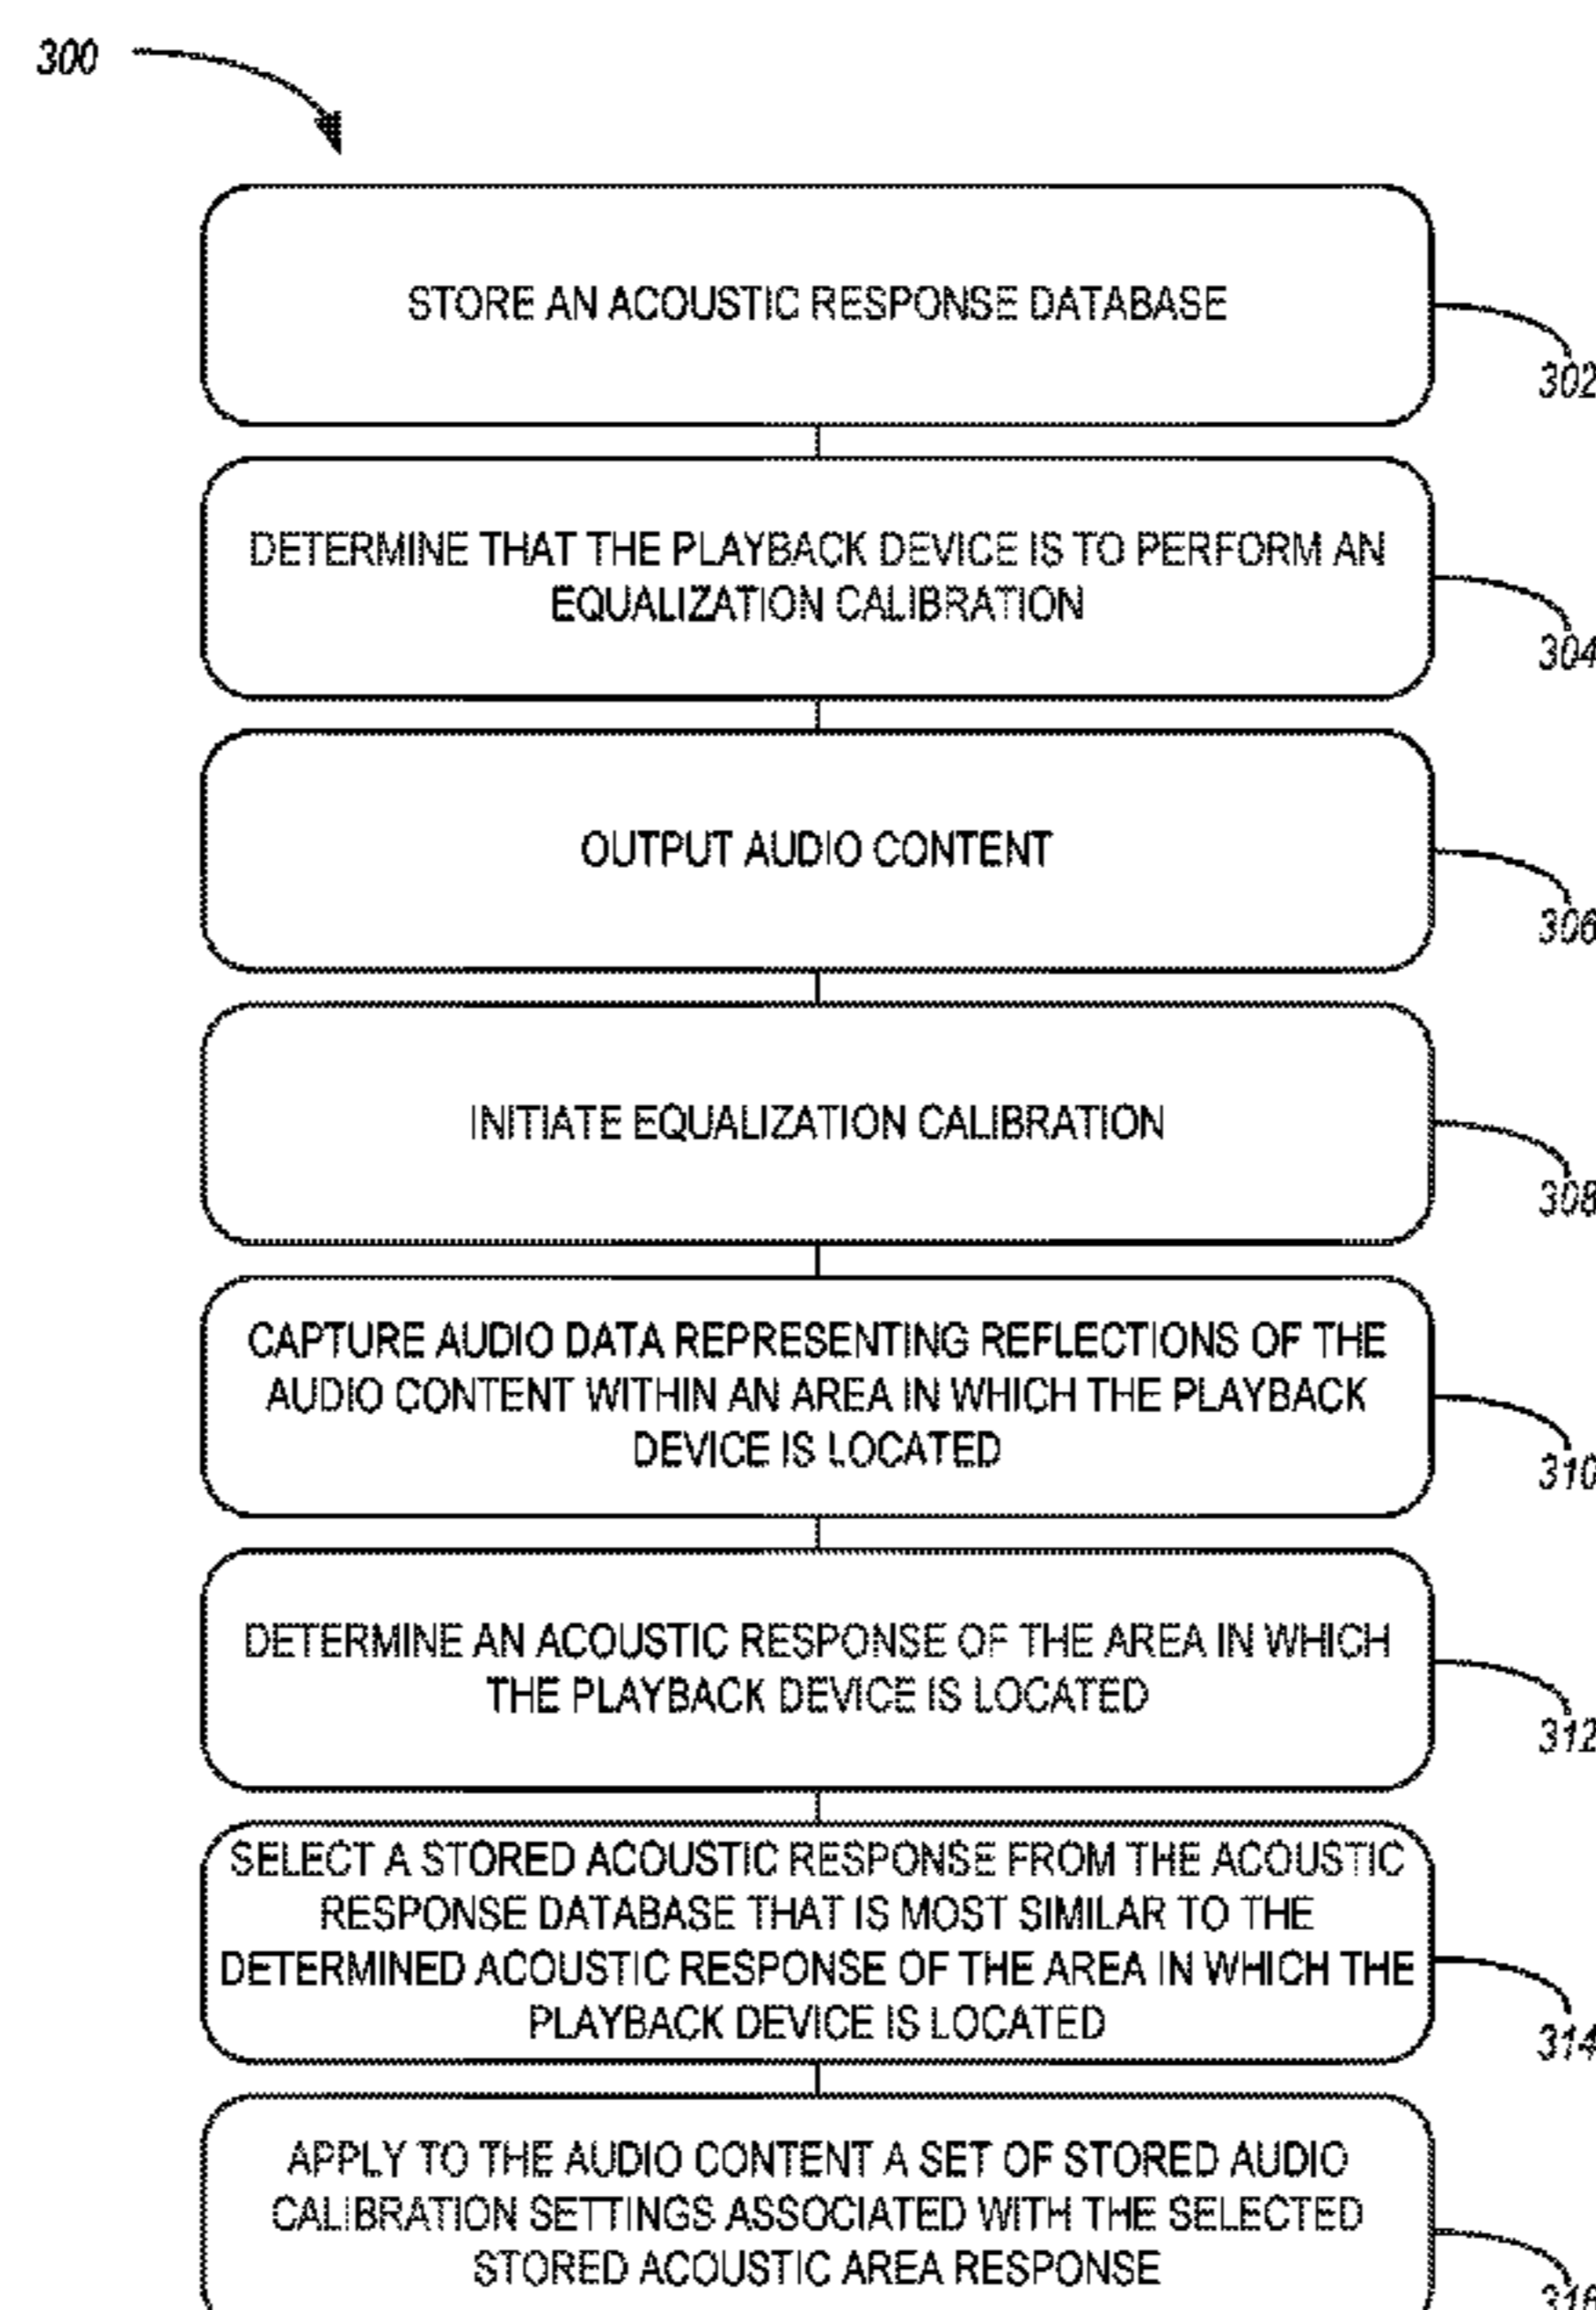 300
STORE AN ACOUSTIC RESPONSE DATABASE
302
DETERMINE THAT THE PLAYBACK DEVICE IS TO PERFORM AN
EQUALIZATION CALIBRATION
304
OUTPUT AUDIO CONTENT
306
INITIATE EQUALIZATION CALIBRATION
308
CAPTURE AUDIO DATA REPRESENTING REFLECTIONS OF THE
AUDIO CONTENT WITHIN AN AREA IN WHICH THE PLAYBACK
DEVICE IS LOCATED
310
DETERMINE AN ACOUSTIC RESPONSE OF THE AREA IN WHICH
THE PLAYBACK DEVICE IS LOCATED
312
SELECT A STORED ACOUSTIC RESPONSE FROM THE ACOUSTIC
RESPONSE DATABASE THAT IS MOST SIMILAR TO THE
DETERMINED ACOUSTIC RESPONSE OF THE AREA IN WHICH THE
PLAYBACK DEVICE IS LOCATED
314
APPLY TO THE AUDIO CONTENT A SET OF STORED AUDIO
CALIBRATION SETTINGS ASSOCIATED WITH THE SELECTED
STORED ACOUSTIC AREA RESPONSE
316